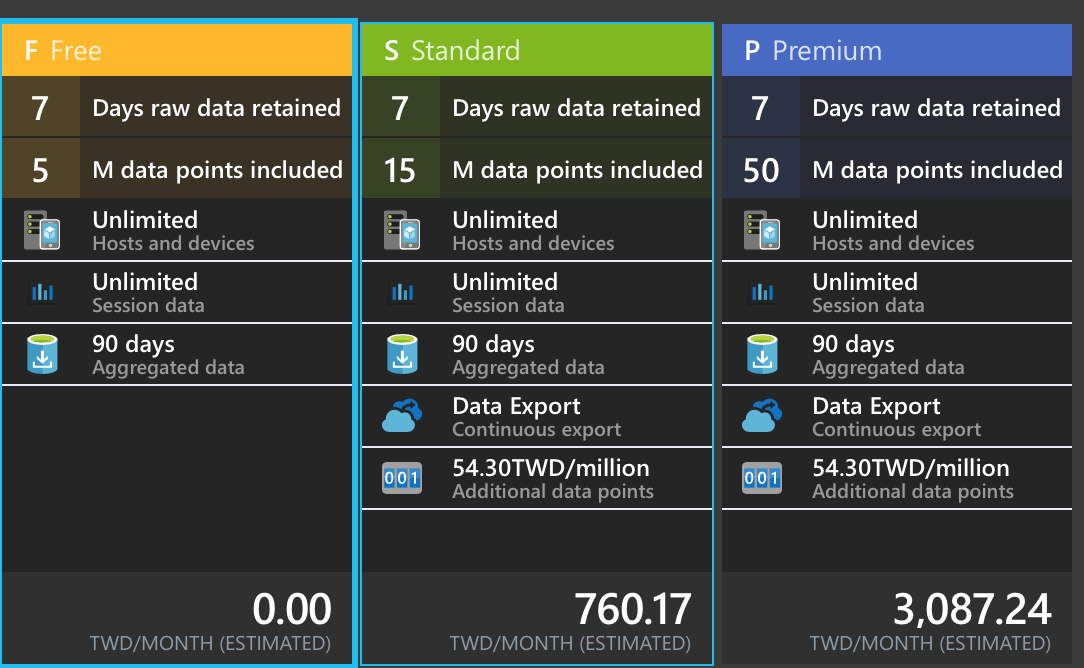 F Free
7 Days raw data retained
5 M data points included
Unlimited
Hosts and devices
Unlimited
Session data
90 days
Aggregated data
0.00
TWD/MONTH (ESTIMATED)
S Standard
7 Days raw data retained
15 M data points included
Unlimited
Hosts and devices
Unlimited
Session data
90 days
Aggregated data
Data Export
Continuous export
001 54.30TWD/million
Additional data points
760.17
TWD/MONTH (ESTIMATED)
P Premium
7 Days raw data retained
50 M data points included
Unlimited
Hosts and devices
Unlimited
Session data
90 days
Aggregated data
Data Export
Continuous export
001 54.30TWD/million
Additional data points
3,087.24
TWD/MONTH (ESTIMATED)